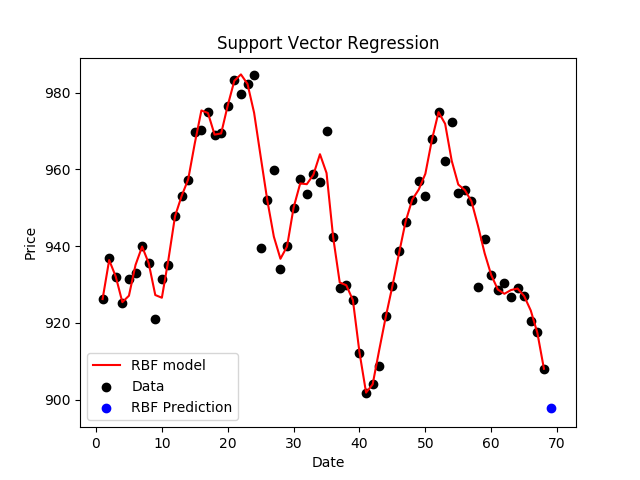 Support Vector Regression
Price
980
960
940
920
900
RBF model
Data
RBF Prediction
0 10 20 30 40 50 60 70
Date